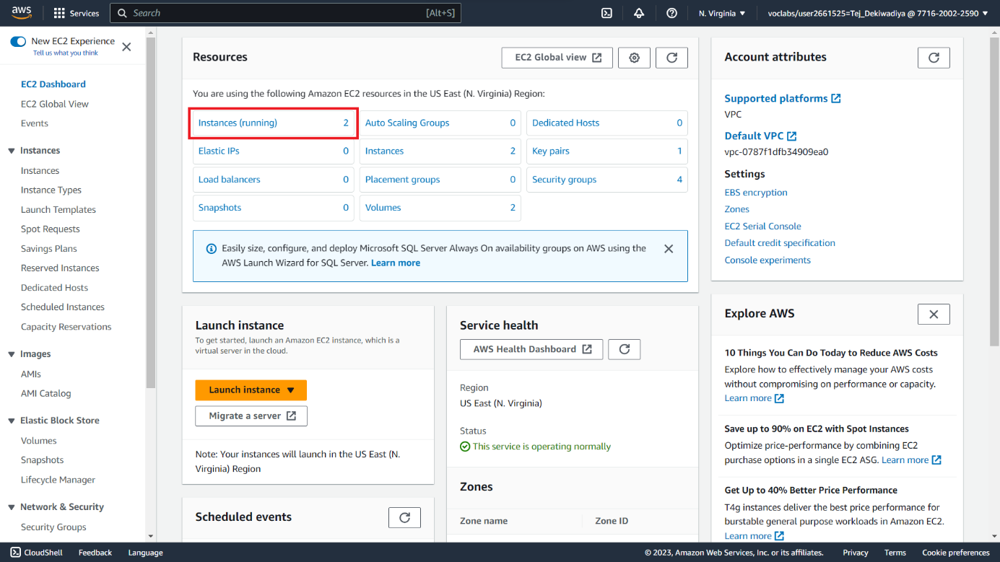 aws
Services
Search [Alt+S]
N. Virginia
voclabs/user2661525=Tej_Dekiwadiya @ 7716-2002-2590
New EC2 Experience
Tell us what you think
EC2 Dashboard
EC2 Global View
Events
Instances
Instances
Instance Types
Launch Templates
Spot Requests
Savings Plans
Reserved Instances
Dedicated Hosts
Scheduled Instances
Capacity Reservations
Images
AMIs
AMI Catalog
Elastic Block Store
Volumes
Snapshots
Lifecycle Manager
Network & Security
Security Groups
Resources
EC2 Global view
You are using the following Amazon EC2 resources in the US East (N. Virginia) Region:
Instances (running) 2
Auto Scaling Groups 0
Dedicated Hosts 0
Elastic IPs 0
Instances 2
Key pairs 1
Load balancers 0
Placement groups 0
Security groups 4
Snapshots 0
Volumes 2
Easily size, configure, and deploy Microsoft SQL Server Always On availability groups on AWS using the
AWS Launch Wizard for SQL Server. Learn more
Launch instance
To get started, launch an Amazon EC2 instance, which is a
virtual server in the cloud.
Launch instance
Migrate a server
Note: Your instances will launch in the US East (N.
Virginia) Region
Scheduled events
Service health
AWS Health Dashboard
Region
US East (N. Virginia)
Status
This service is operating normally
Zones
Zone name Zone ID
Account attributes
Supported platforms
VPC
Default VPC
vpc-0787f1dfb34909ea0
Settings
EBS encryption
Zones
EC2 Serial Console
Default credit specification
Console experiments
Explore AWS
10 Things You Can Do Today to Reduce AWS Costs
Explore how to effectively manage your AWS costs
without compromising on performance or capacity.
Learn more
Save up to 90% on EC2 with Spot Instances
Optimize price-performance by combining EC2
purchase options in a single EC2 ASG. Learn more
Get Up to 40% Better Price Performance
T4g instances deliver the best price performance for
burstable general purpose workloads in Amazon EC2.
Learn more
CloudShell Feedback Language
© 2023, Amazon Web Services, Inc. or its affiliates. Privacy Terms Cookie preferences